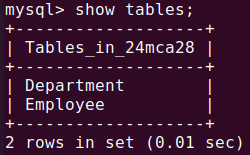 mysql> show tables;
+-------------------+
| Tables_in_24mca28 |
+-------------------+
| Department        |
| Employee          |
+-------------------+
2 rows in set (0.01 sec)